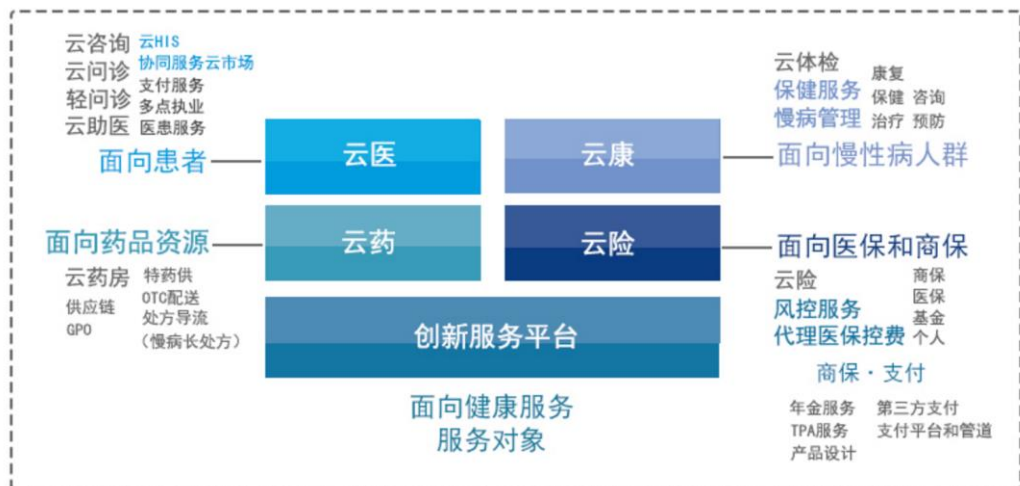 云咨询 云HIS
云问诊 协同服务云市场
轻问诊 支付服务
云助医 多点执业
医患服务
面向患者
云医
云康
云体检 康复
保健服务 保健 咨询
慢病管理 治疗 预防
面向慢性病人群
面向药品资源
云药
云险
面向医保和商保
云药房 特药供
供应链 OTC配送
GPO 处方导流
(慢病长处方)
云险 商保
风控服务 医保
代理医保控费 基金
个人
商保·支付
年金服务 第三方支付
TPA服务 支付平台和管道
产品设计
创新服务平台
面向健康服务
服务对象